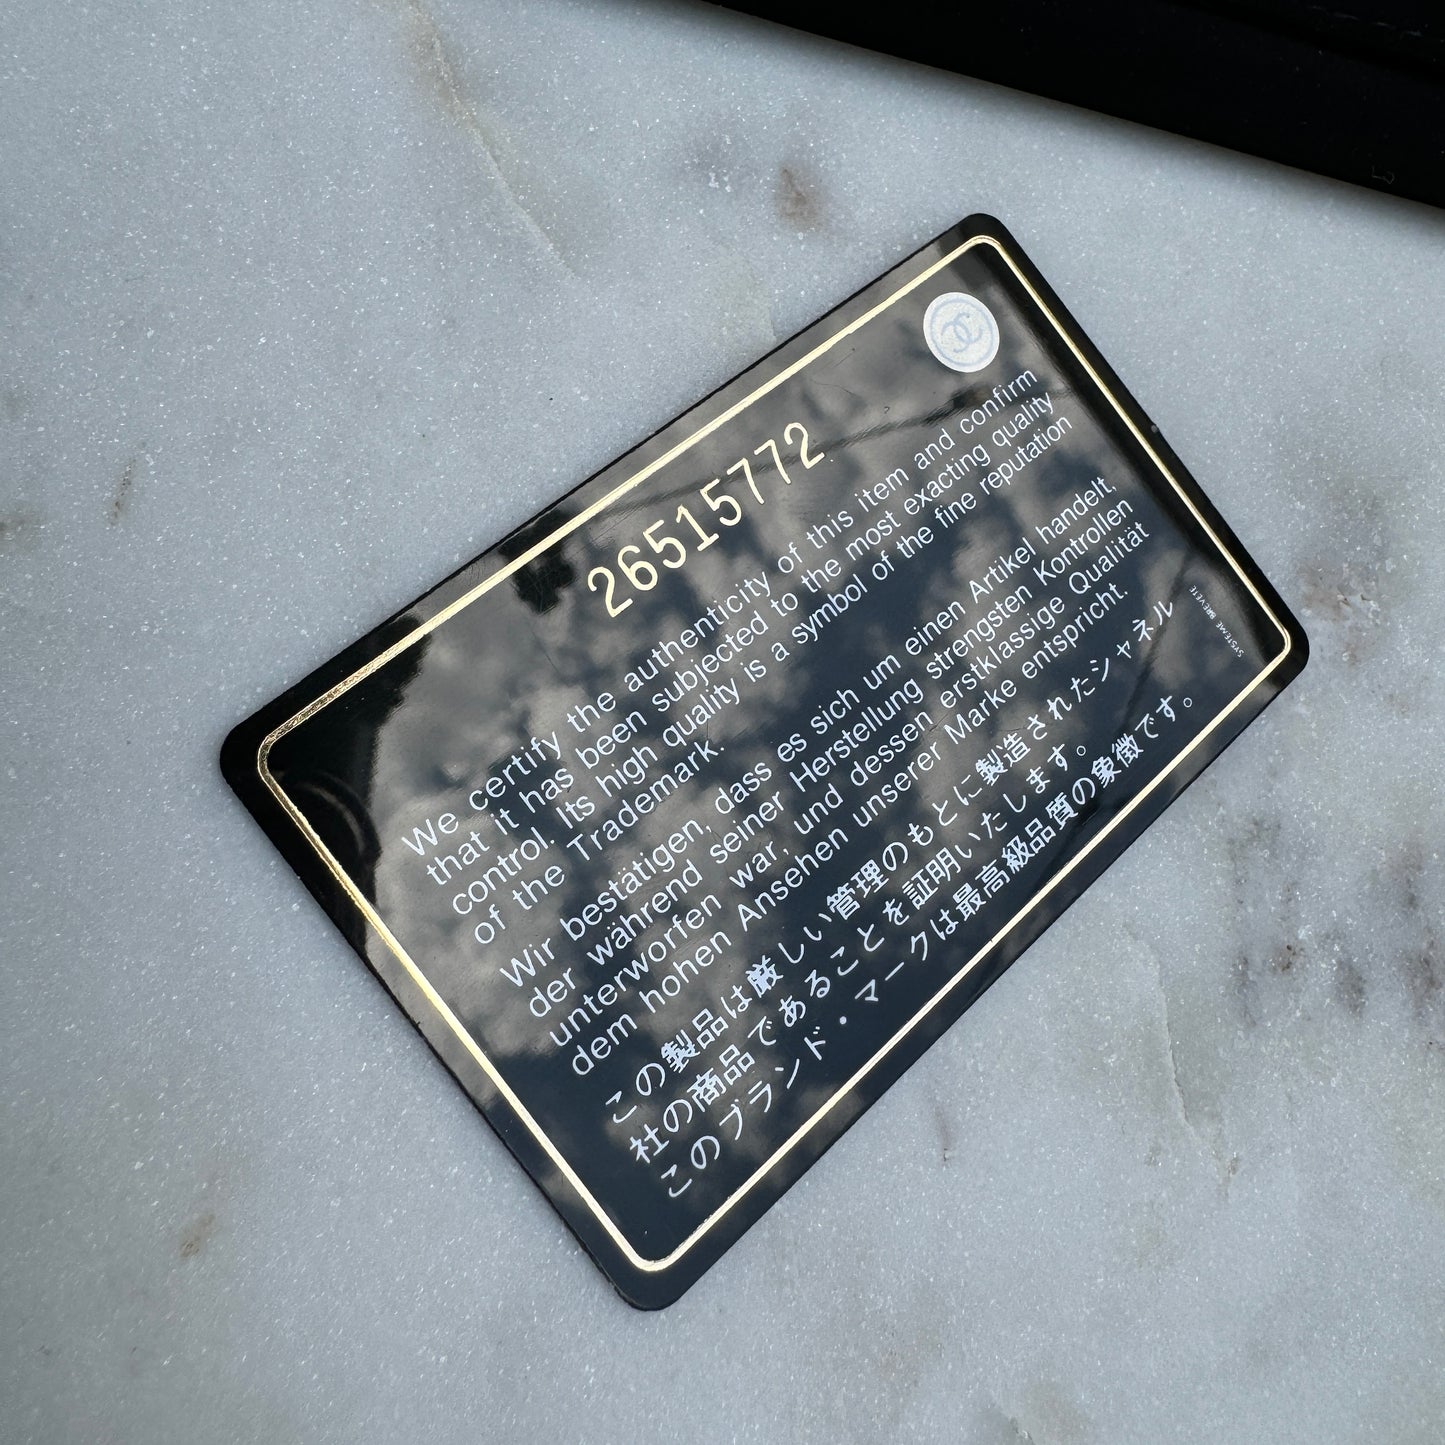 26515772
We certify the authenticity of this item and confirm
that it has been subjected to the most exacting quality
control. Its high quality is a symbol of the fine reputation
of the Trademark.
Wir bestätigen, dass es sich um einen Artikel handelt,
der während seiner Herstellung strengsten Kontrollen
unterworfen war, und dessen erstklassige Qualität
dem hohen Ansehen unserer Marke entspricht.
この製品は厳しい管理のもとに製造されたシャネル
社の商品であることを証明いたします。
このブランド・マークは最高級品質の象徴です。
SYSTEME BREVETE